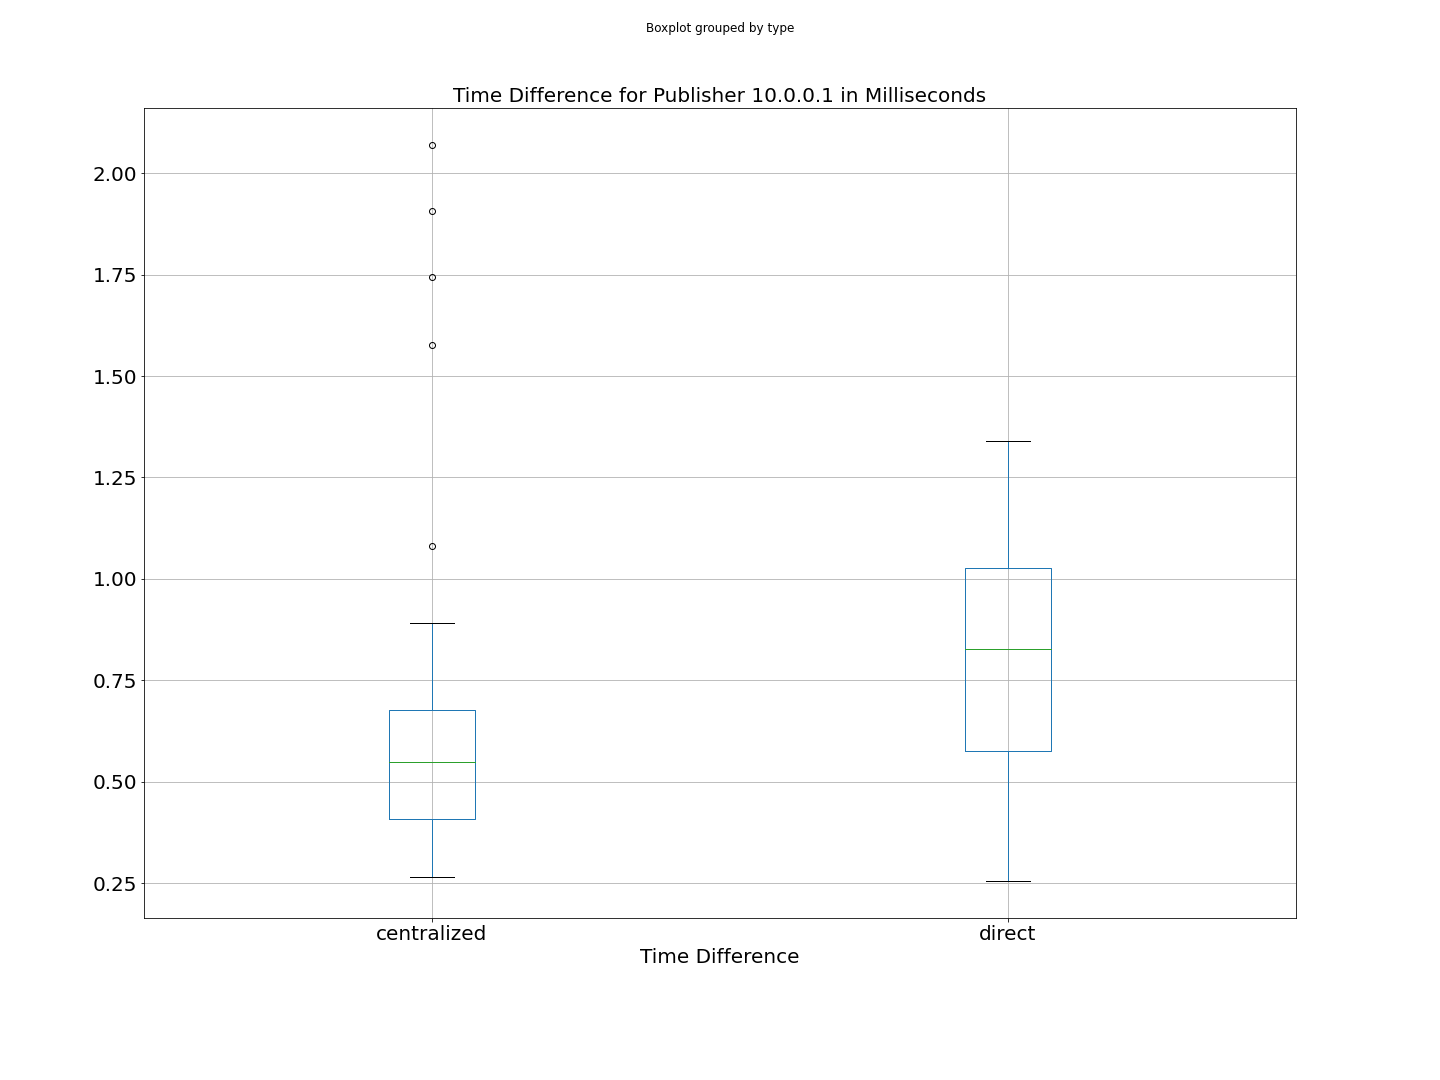 Boxplot grouped by type
Time Difference for Publisher 10.0.0.1 in Milliseconds
2.00
1.75
1.50
1.25
1.00
0.75
0.50
0.25
centralized direct
Time Difference